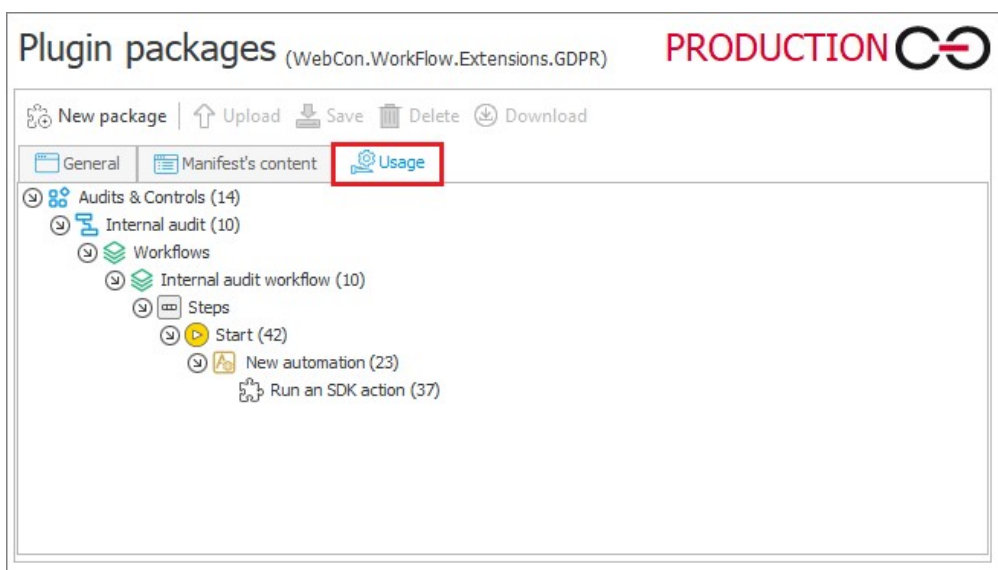 Plugin packages (WebCon.WorkFlow.Extensions.GDPR) PRODUCTION
New package Upload Save Delete Download
General Manifest's content Usage
Audits & Controls (14)
Internal audit (10)
Workflows
Internal audit workflow (10)
Steps
Start (42)
New automation (23)
Run an SDK action (37)